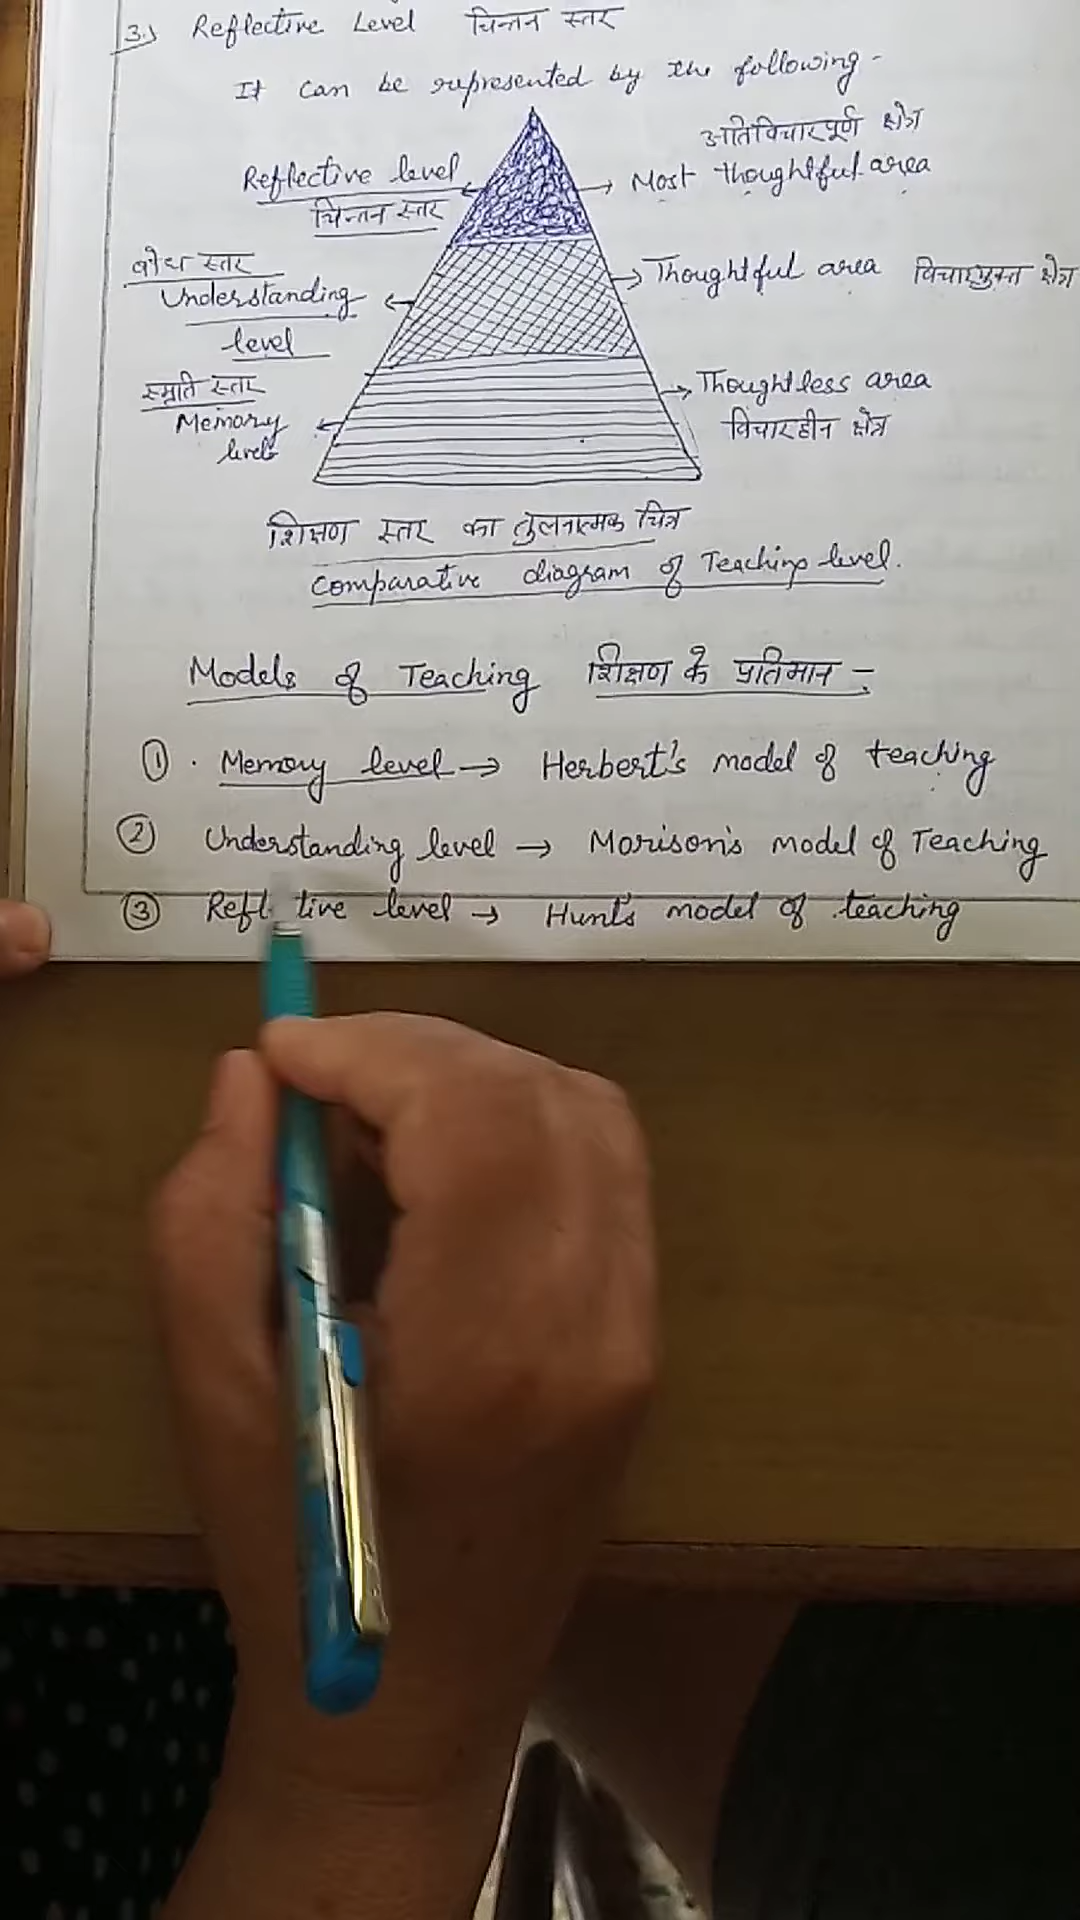 3.) Reflective Level चिन्तन स्तर
It can be represented by the following -
अतिविचारपूर्ण क्षेत्र
Reflective level
Most thoughtful area
चिन्तन स्तर
बोध स्तर
Thoughtful area विचारयुक्त क्षेत्र
Understanding
level
स्मृति स्तर
Thoughtless area
Memory
विचारहीन क्षेत्र
level
शिक्षण स्तर का तुलनात्मक चित्र
Comparative diagram of Teaching level.
Models of Teaching शिक्षण के प्रतिमान -
① . Memory level → Herbert's model of teaching
② Understanding level → Morison's model of Teaching
③ level → Hunt's model of teaching